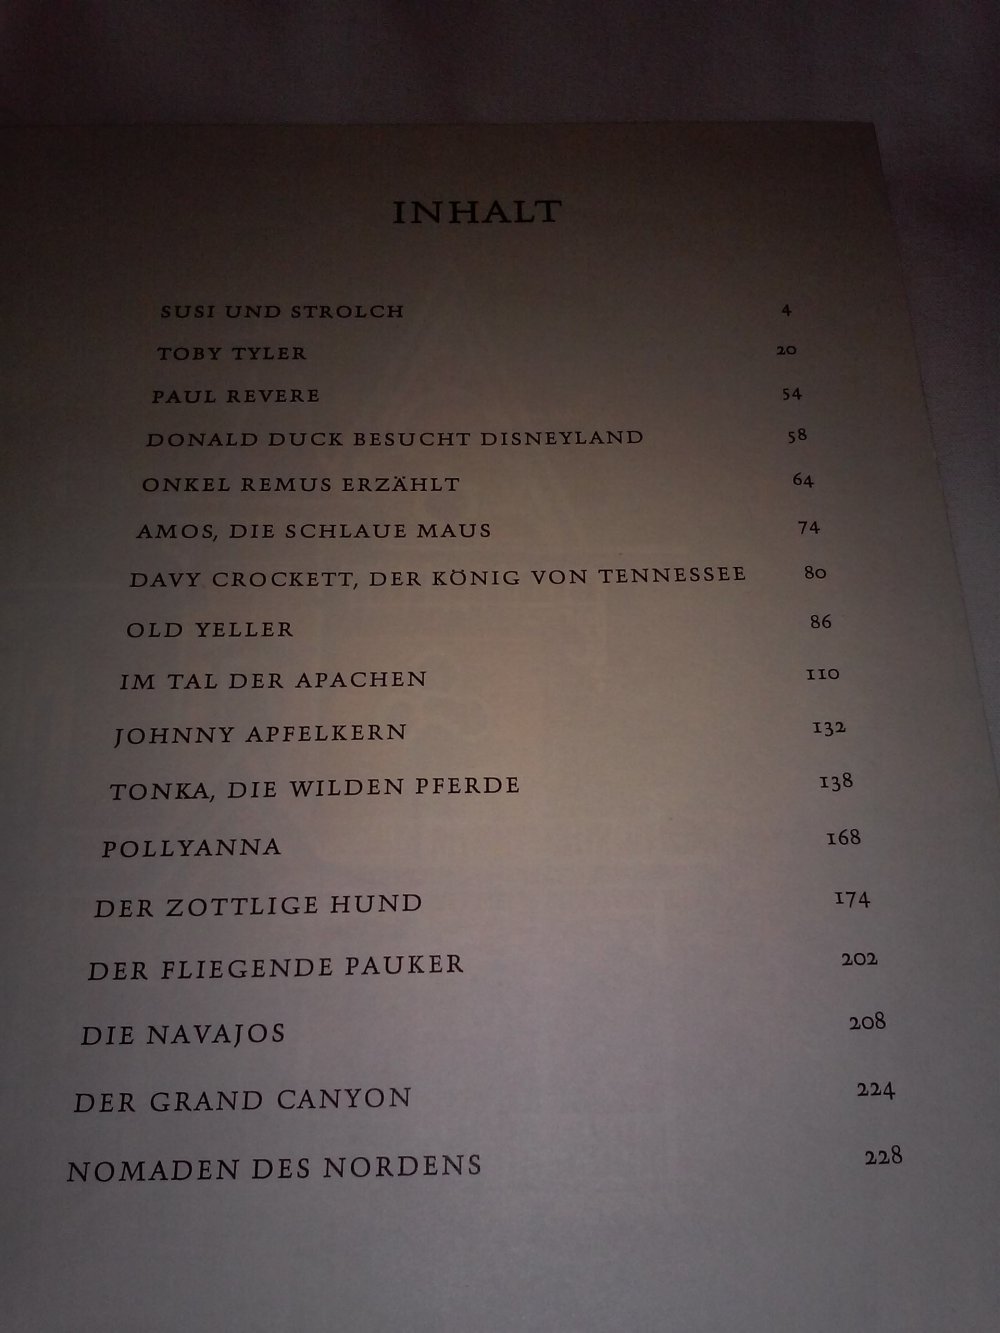 INHALT
SUSI UND STROLCH 4
TOBY TYLER 20
PAUL REVERE 54
DONALD DUCK BESUCHT DISNEYLAND 58
ONKEL REMUS ERZÄHLT 64
AMOS, DIE SCHLAUE MAUS 74
DAVY CROCKETT, DER KÖNIG VON TENNESSEE 80
OLD YELLER 86
IM TAL DER APACHEN 110
JOHNNY APFELKERN 132
TONKA, DIE WILDEN PFERDE 138
POLLYANNA 168
DER ZOTTLIGE HUND 174
DER FLIEGENDE PAUKER 202
DIE NAVAJOS 208
DER GRAND CANYON 224
NOMADEN DES NORDENS 228